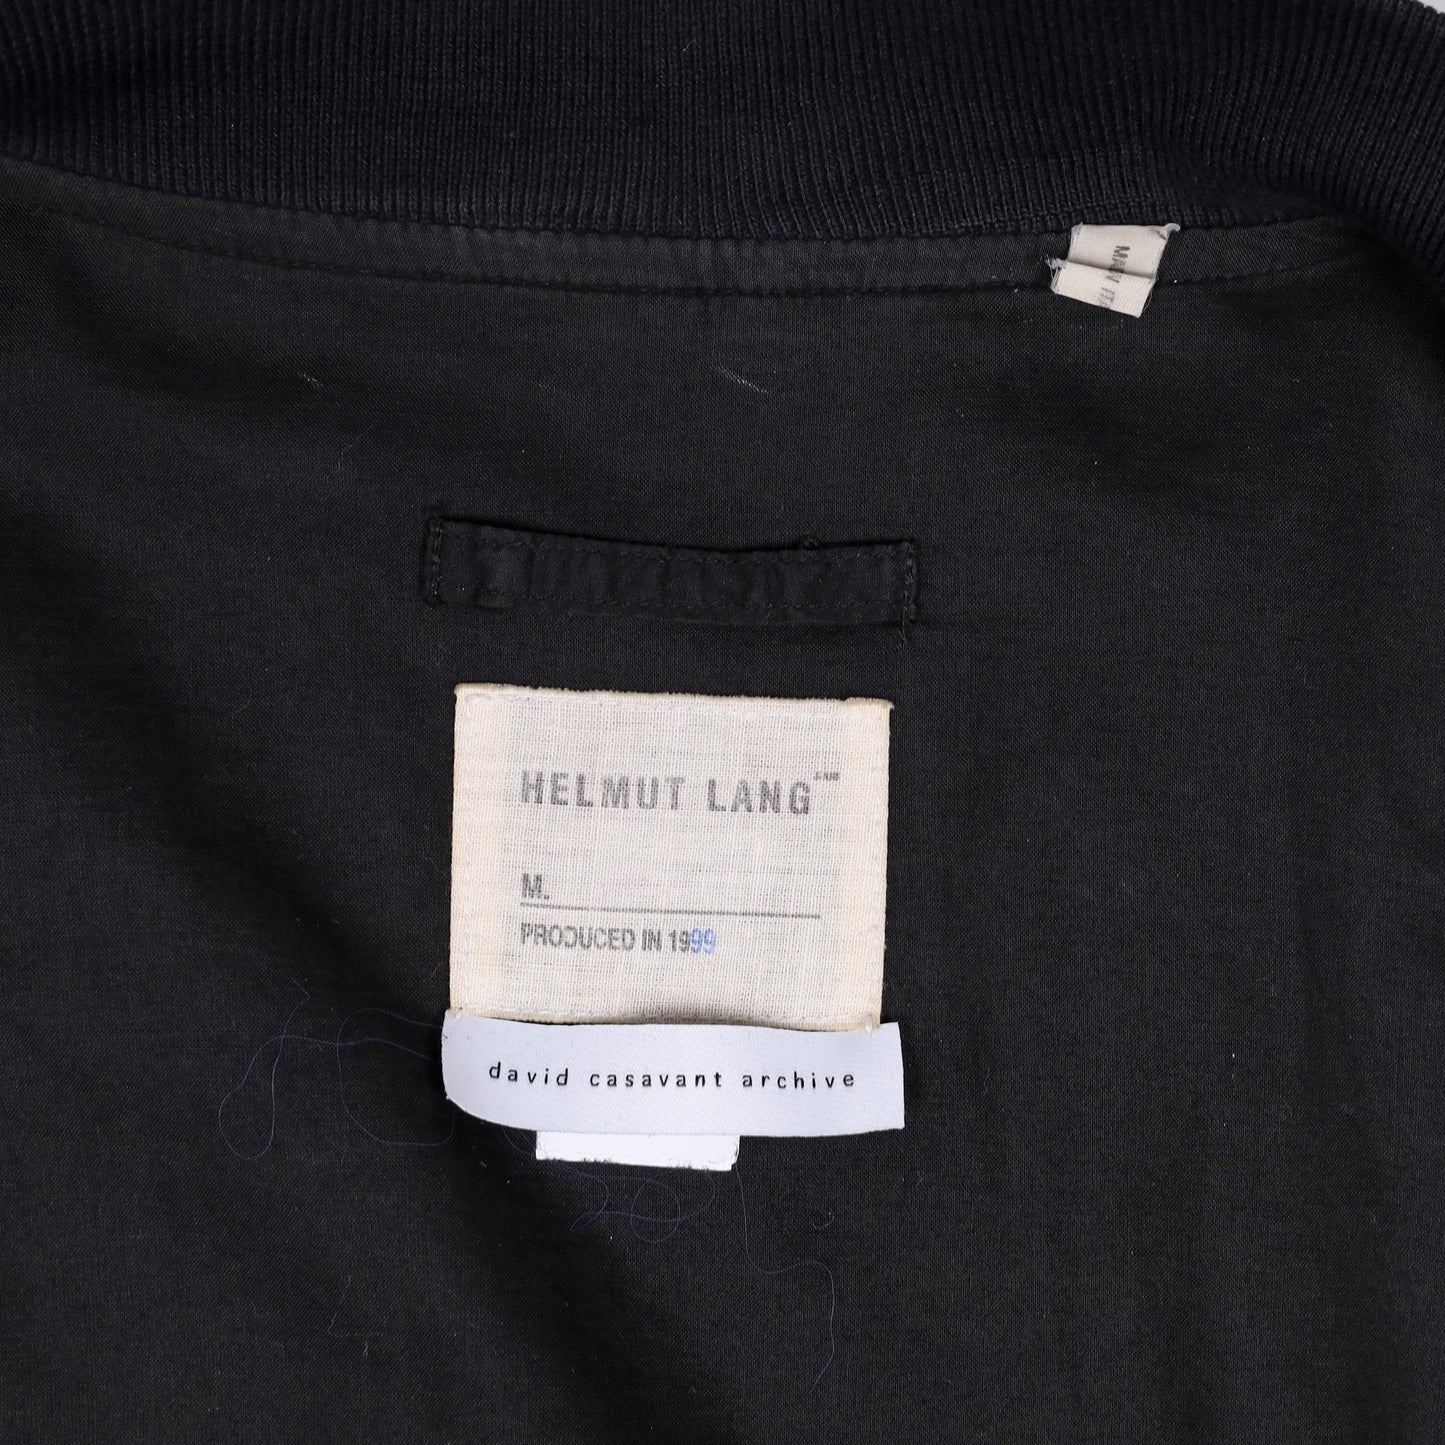 HELMUT LANG
M.
PRODUCED IN 1999
david casavant archive